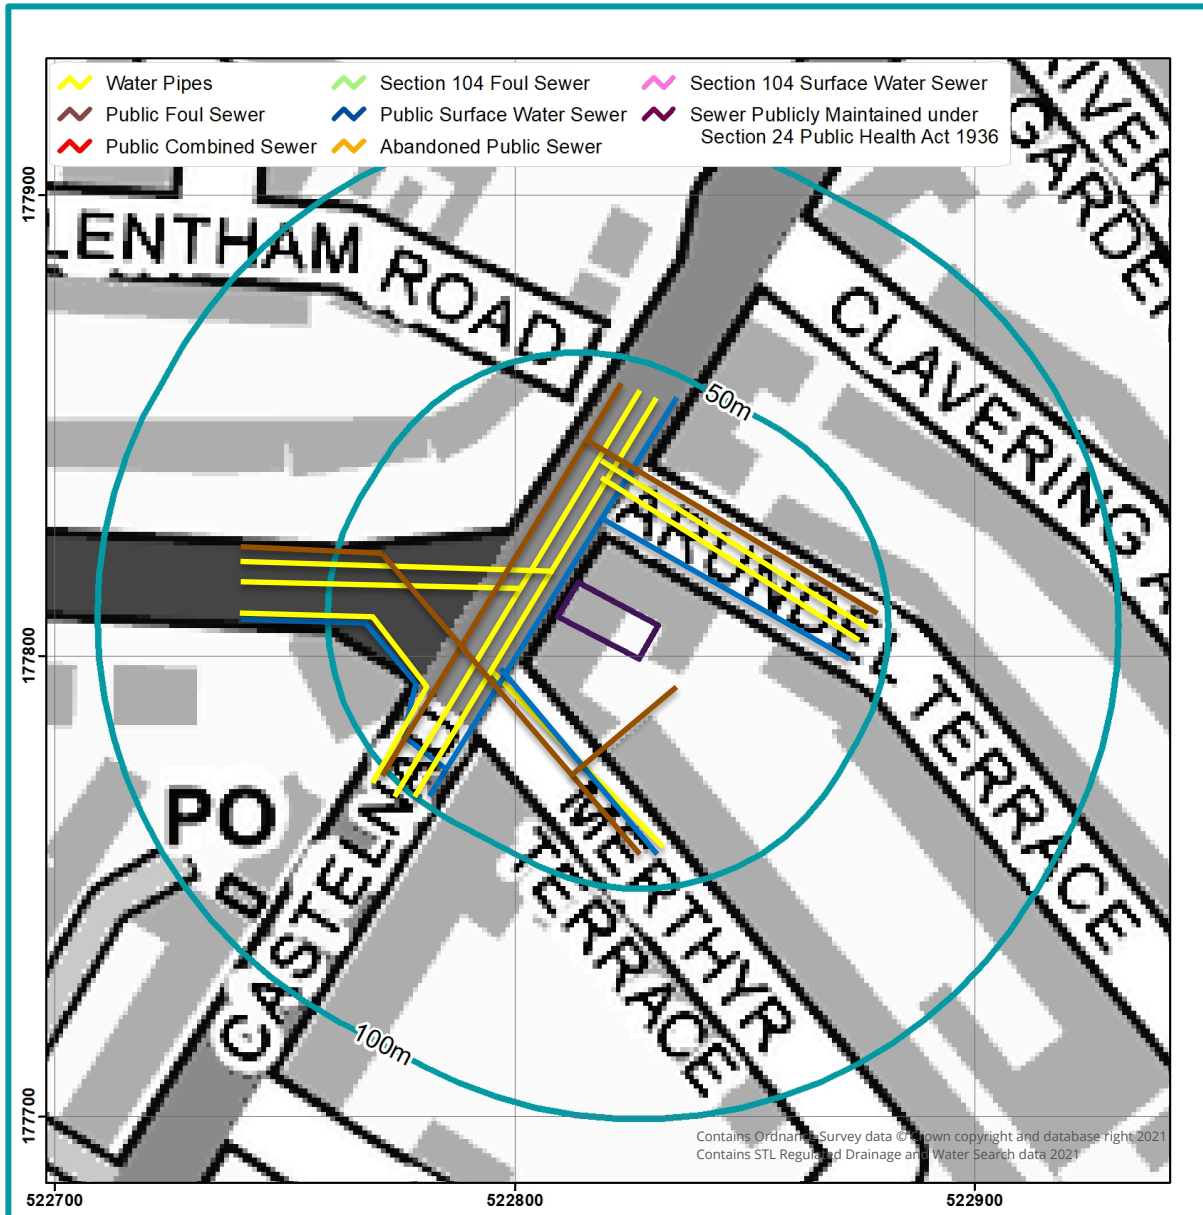 Water Pipes
Public Foul Sewer
Public Combined Sewer
Section 104 Foul Sewer
Public Surface Water Sewer
Abandoned Public Sewer
Section 104 Surface Water Sewer
Sewer Publicly Maintained under
Section 24 Public Health Act 1936
177900
177800
177700
LENTHAM ROAD
CLAVERING
50m
ARUNDEL TERRACE
PO
CASTELNAU
MERTHYR
TERRACE
100m
Contains Ordnance Survey data © Crown copyright and database right 2021
Contains STL Regulated Drainage and Water Search data 2021
522700
522800
522900